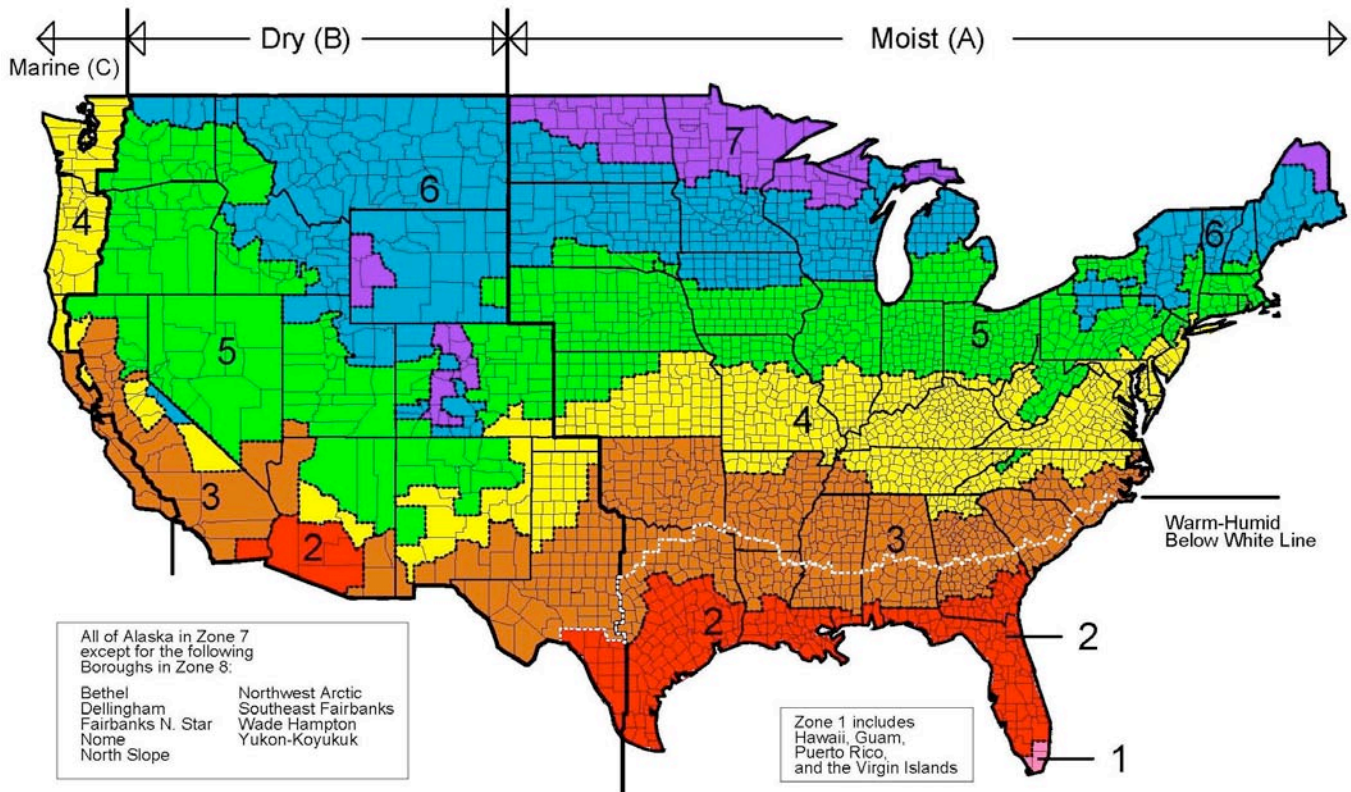 Dry (B)
Moist (A)
Marine (C)
7
6
4
6
5
5
4
3
3
2
2
Warm-Humid
Below White Line
2
1
All of Alaska in Zone 7
except for the following
Boroughs in Zone 8:
Bethel
Dellingham
Fairbanks N. Star
Nome
North Slope
Northwest Arctic
Southeast Fairbanks
Wade Hampton
Yukon-Koyukuk
Zone 1 includes
Hawaii, Guam,
Puerto Rico,
and the Virgin Islands